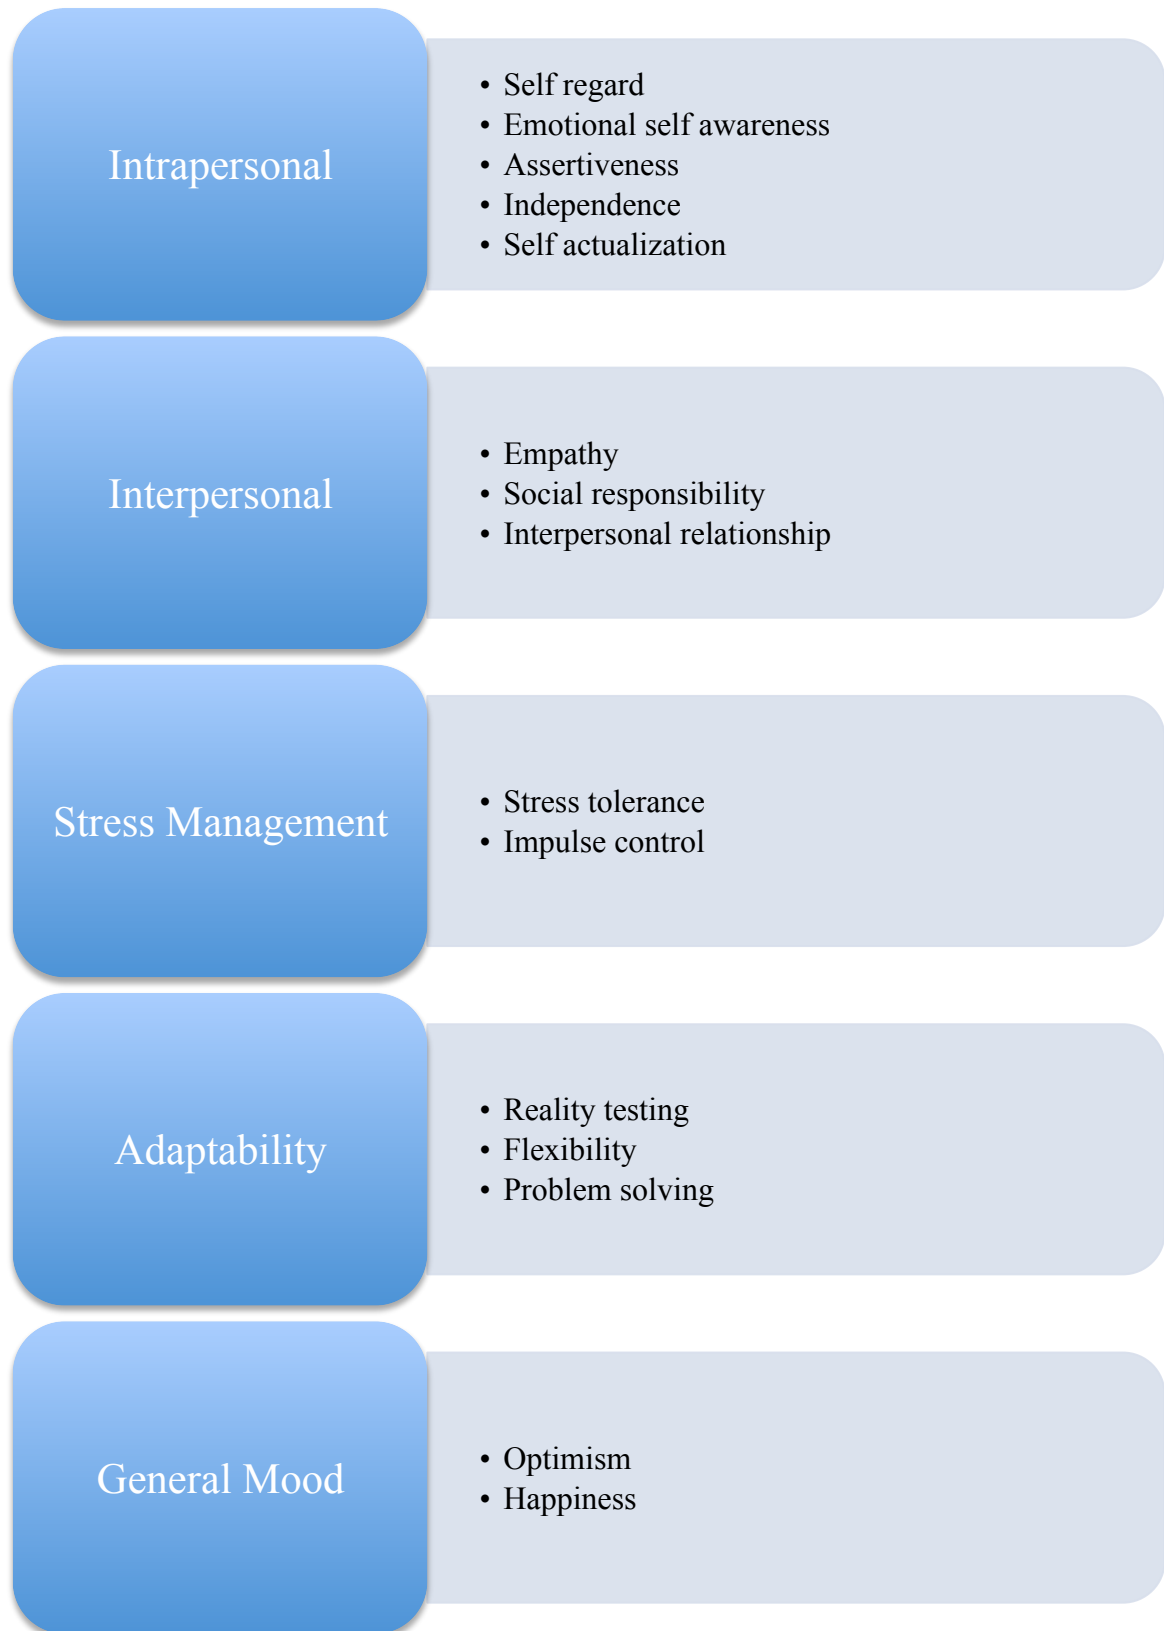 Intrapersonal
• Self regard
• Emotional self awareness
• Assertiveness
• Independence
• Self actualization
Interpersonal
• Empathy
• Social responsibility
• Interpersonal relationship
Stress Management
• Stress tolerance
• Impulse control
Adaptability
• Reality testing
• Flexibility
• Problem solving
General Mood
• Optimism
• Happiness